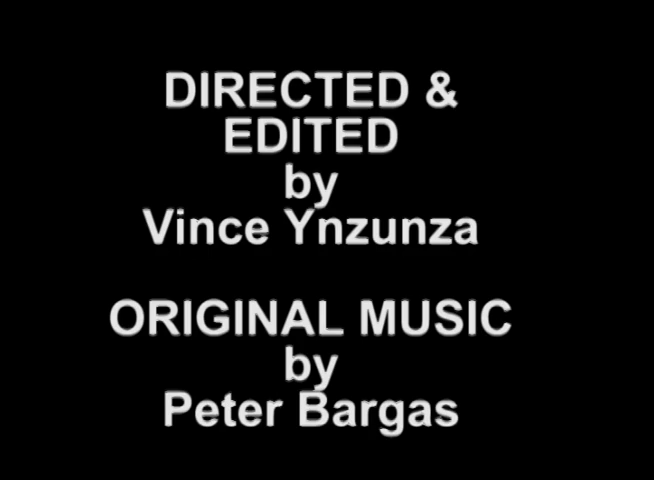 DIRECTED &
EDITED
by
Vince Ynzunza
ORIGINAL MUSIC
by
Peter Bargas